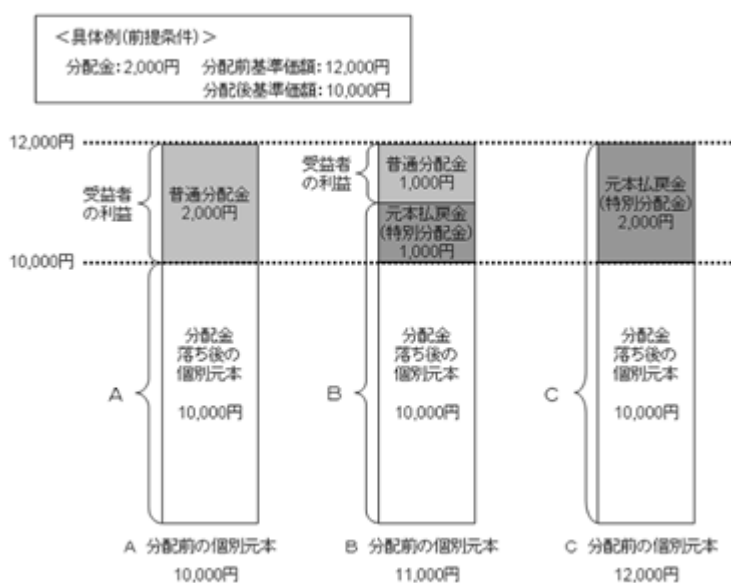 ＜具体例(前提条件)＞
分配金：2,000円　分配前基準価額：12,000円
分配後基準価額：10,000円
12,000円
10,000円
受益者
の利益
普通分配金
2,000円
分配金
落ち後の
個別元本
10,000円
A
A 分配前の個別元本
10,000円
受益者
の利益
普通分配金
1,000円
元本払戻金
(特別分配金)
1,000円
分配金
落ち後の
個別元本
10,000円
B
B 分配前の個別元本
11,000円
元本払戻金
(特別分配金)
2,000円
分配金
落ち後の
個別元本
10,000円
C
C 分配前の個別元本
12,000円